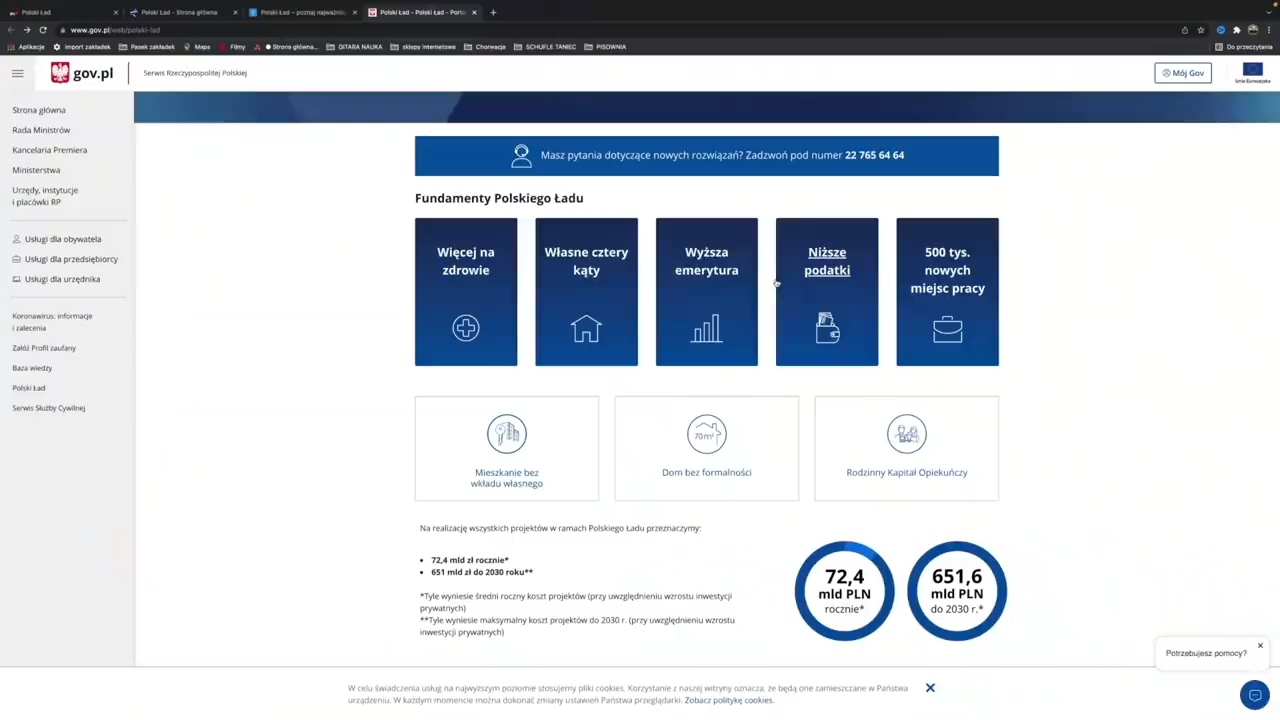 Polski Ład
Polski Ład – Strona główna
Polski Ład – poznaj najważniej
Polski Ład – Polski Ład – Porta
www.gov.pl/web/polski-lad
Aplikacje
Import zakładek
Pasek zakładek
Maps
Filmy
Strona główna...
GITARA NAUKA
sklepy internetowe
Chorwacja
SCHUFLE TANIEC
PISOWNIA
Do przeczytania
gov.pl
Serwis Rzeczypospolitej Polskiej
Mój Gov
Unia Europejska
Strona główna
Rada Ministrów
Kancelaria Premiera
Ministerstwa
Urzędy, instytucje
i placówki RP
Usługi dla obywatela
Usługi dla przedsiębiorcy
Usługi dla urzędnika
Koronawirus: informacje
i zalecenia
Załóż Profil zaufany
Baza wiedzy
Polski Ład
Serwis Służby Cywilnej
Masz pytania dotyczące nowych rozwiązań? Zadzwoń pod numer 22 765 64 64
Fundamenty Polskiego Ładu
Więcej na
zdrowie
Własne cztery
kąty
Wyższa
emerytura
Niższe
podatki
500 tys.
nowych
miejsc pracy
Mieszkanie bez
wkładu własnego
70 m²
Dom bez formalności
Rodzinny Kapitał Opiekuńczy
Na realizację wszystkich projektów w ramach Polskiego Ładu przeznaczymy:
• 72,4 mld zł rocznie*
• 651 mld zł do 2030 roku**
*Tyle wyniesie średni roczny koszt projektów (przy uwzględnieniu wzrostu inwestycji
prywatnych)
**Tyle wyniesie maksymalny koszt projektów do 2030 r. (przy uwzględnieniu wzrostu
inwestycji prywatnych)
72,4
mld PLN
rocznie*
651,6
mld PLN
do 2030 r.*
Potrzebujesz pomocy?
W celu świadczenia usług na najwyższym poziomie stosujemy pliki cookies. Korzystanie z naszej witryny oznacza, że będą one zamieszczane w Państwa
urządzeniu. W każdym momencie można dokonać zmiany ustawień Państwa przeglądarki. Zobacz politykę cookies.